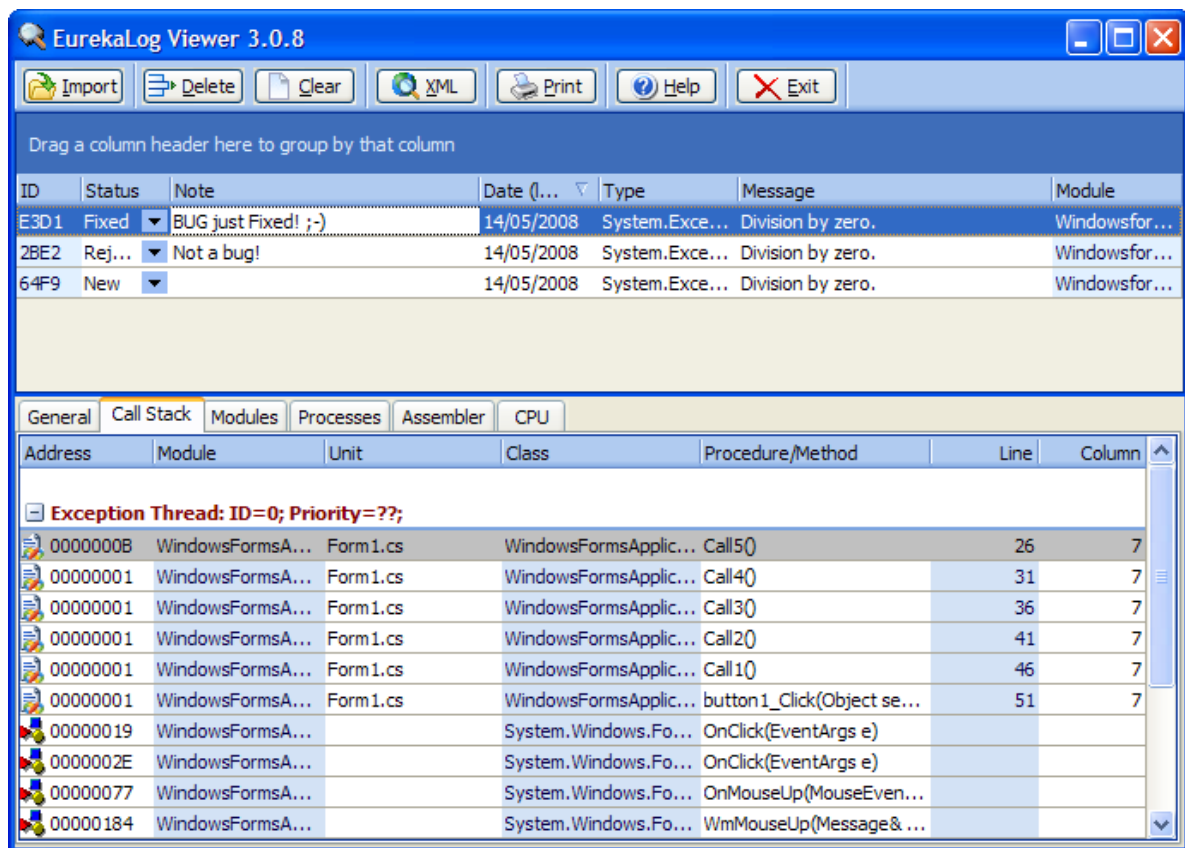 EurekaLog Viewer 3.0.8
Import Delete Clear XML Print Help Exit
Drag a column header here to group by that column
ID Status Note Date (l... Type Message Module
E3D1 Fixed BUG just Fixed! ;-) 14/05/2008 System.Exce... Division by zero. Windowsfor...
2BE2 Rej... Not a bug! 14/05/2008 System.Exce... Division by zero. Windowsfor...
64F9 New 14/05/2008 System.Exce... Division by zero. Windowsfor...
General Call Stack Modules Processes Assembler CPU
Address Module Unit Class Procedure/Method Line Column
Exception Thread: ID=0; Priority=??;
0000000B WindowsFormsA... Form1.cs WindowsFormsApplic... Call5() 26 7
00000001 WindowsFormsA... Form1.cs WindowsFormsApplic... Call4() 31 7
00000001 WindowsFormsA... Form1.cs WindowsFormsApplic... Call3() 36 7
00000001 WindowsFormsA... Form1.cs WindowsFormsApplic... Call2() 41 7
00000001 WindowsFormsA... Form1.cs WindowsFormsApplic... Call1() 46 7
00000001 WindowsFormsA... Form1.cs WindowsFormsApplic... button1_Click(Object se... 51 7
00000019 WindowsFormsA... System.Windows.Fo... OnClick(EventArgs e)
0000002E WindowsFormsA... System.Windows.Fo... OnClick(EventArgs e)
00000077 WindowsFormsA... System.Windows.Fo... OnMouseUp(MouseEven...
00000184 WindowsFormsA... System.Windows.Fo... WmMouseUp(Message& ...